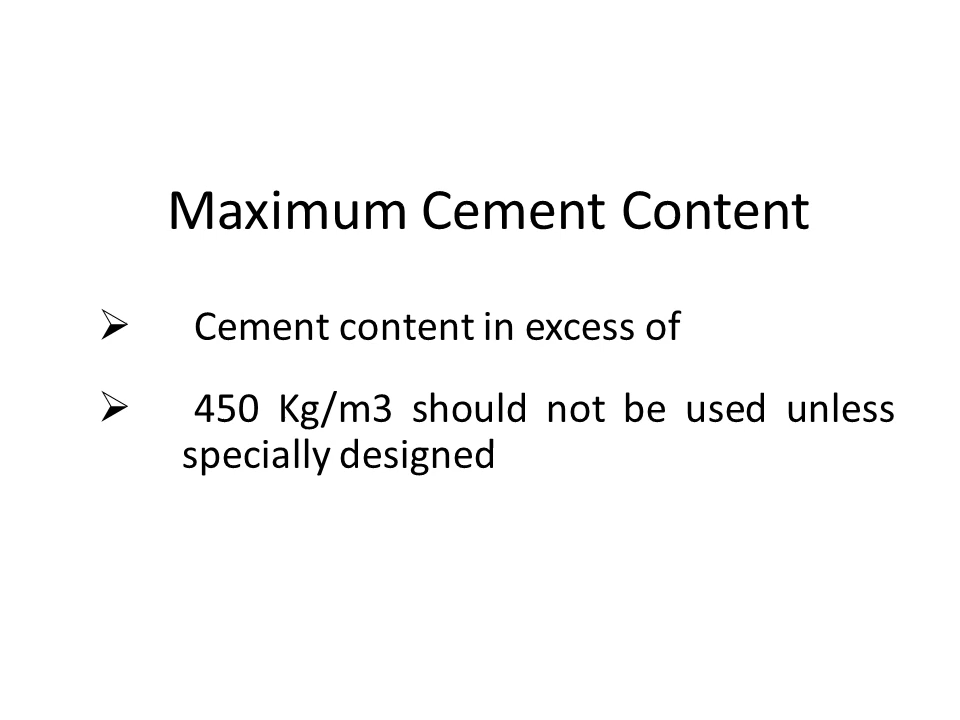 Maximum Cement Content
➢ Cement content in excess of
➢ 450 Kg/m3 should not be used unless
specially designed